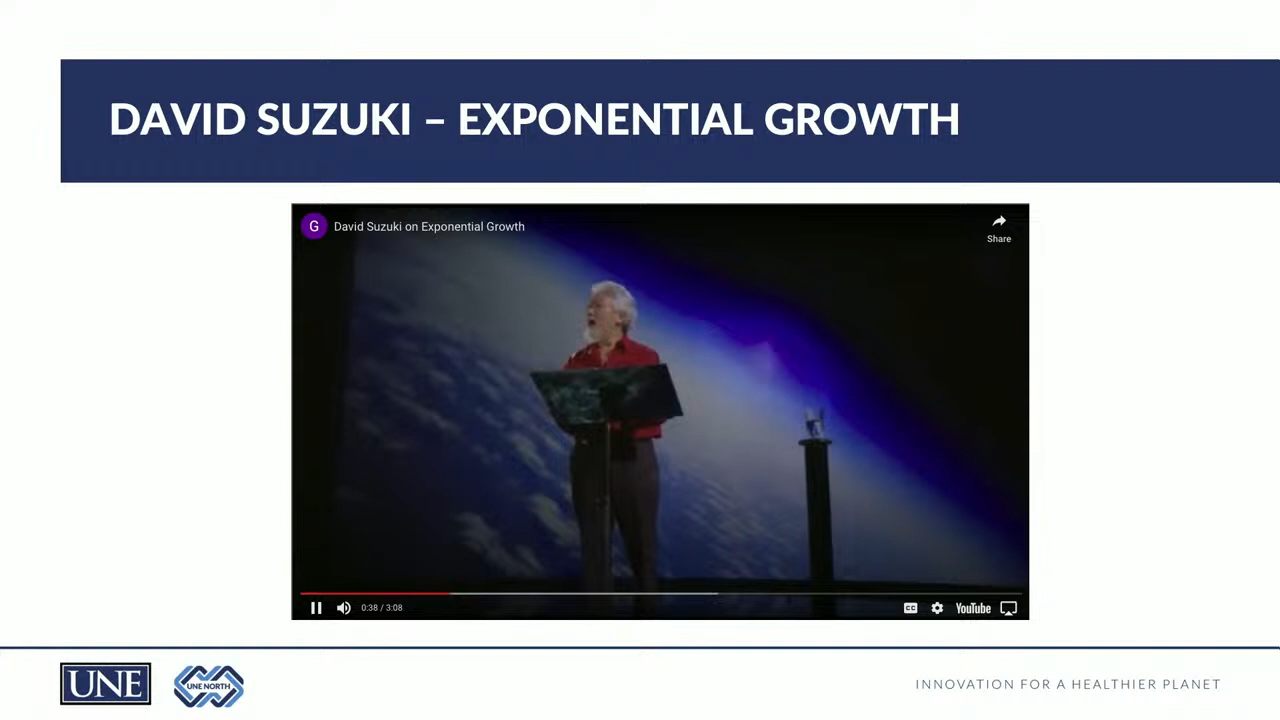 DAVID SUZUKI – EXPONENTIAL GROWTH
G David Suzuki on Exponential Growth
Share
0:38 / 3:08
CC
YouTube
UNE
UNE NORTH
INNOVATION FOR A HEALTHIER PLANET